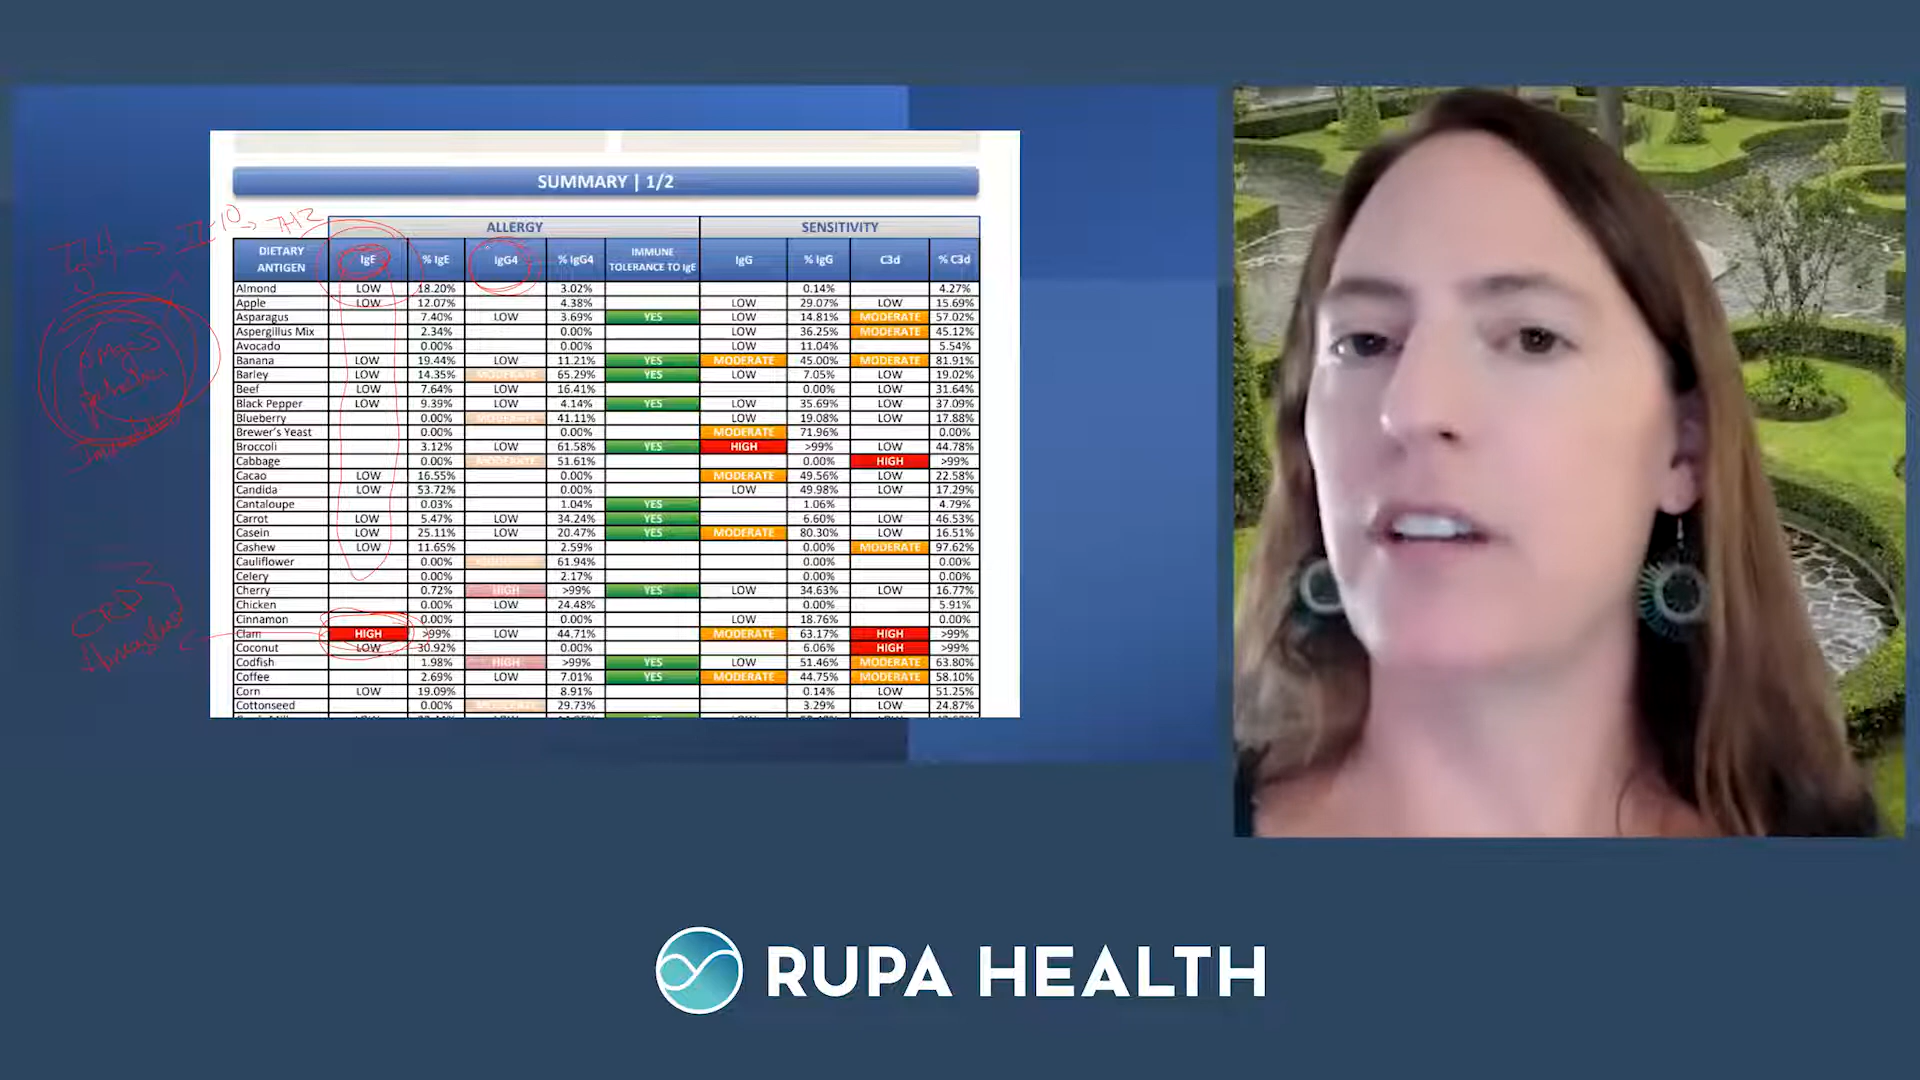 SUMMARY | 1/2
ALLERGY SENSITIVITY
DIETARY ANTIGEN IgE % IgE IgG4 % IgG4 IMMUNE TOLERANCE TO IgE IgG % IgG C3d % C3d
Almond LOW 18.20% 3.02% 0.14% 4.27%
Apple LOW 12.07% 4.38% LOW 29.07% LOW 15.69%
Asparagus 7.40% LOW 3.69% YES LOW 14.81% MODERATE 57.02%
Aspergillus Mix 2.34% 0.00% LOW 36.25% MODERATE 45.12%
Avocado 0.00% 0.00% LOW 11.04% 5.54%
Banana LOW 19.44% LOW 11.21% YES MODERATE 45.00% MODERATE 81.91%
Barley LOW 14.35% MODERATE 65.29% YES LOW 7.05% LOW 19.02%
Beef LOW 7.64% LOW 16.41% 0.00% LOW 31.64%
Black Pepper LOW 9.39% LOW 4.14% YES LOW 35.69% LOW 37.09%
Blueberry 0.00% MODERATE 41.11% LOW 19.08% LOW 17.88%
Brewer's Yeast 0.00% 0.00% MODERATE 71.96% 0.00%
Broccoli 3.12% LOW 61.58% YES HIGH >99% LOW 44.78%
Cabbage 0.00% MODERATE 51.61% 0.00% HIGH >99%
Cacao LOW 16.55% 0.00% MODERATE 49.56% LOW 22.58%
Candida LOW 53.72% 0.00% LOW 49.98% LOW 17.29%
Cantaloupe 0.03% 1.04% YES 1.06% 4.79%
Carrot LOW 5.47% LOW 34.24% YES 6.60% LOW 46.53%
Casein LOW 25.11% LOW 20.47% YES MODERATE 80.30% LOW 16.51%
Cashew LOW 11.65% 2.59% 0.00% MODERATE 97.62%
Cauliflower 0.00% MODERATE 61.94% 0.00% 0.00%
Celery 0.00% 2.17% 0.00% 0.00%
Cherry 0.72% HIGH >99% YES LOW 34.63% LOW 16.77%
Chicken 0.00% LOW 24.48% 0.00% 5.91%
Cinnamon 0.00% 0.00% LOW 18.76% 0.00%
Clam HIGH >99% LOW 44.71% MODERATE 63.17% HIGH >99%
Coconut LOW 30.92% 0.00% 6.06% HIGH >99%
Codfish 1.98% HIGH >99% YES LOW 51.46% MODERATE 63.80%
Coffee 2.69% LOW 7.01% YES MODERATE 44.75% MODERATE 58.10%
Corn LOW 19.09% 8.91% 0.14% LOW 51.25%
Cottonseed 0.00% MODERATE 29.73% 3.29% LOW 24.87%
RUPA HEALTH